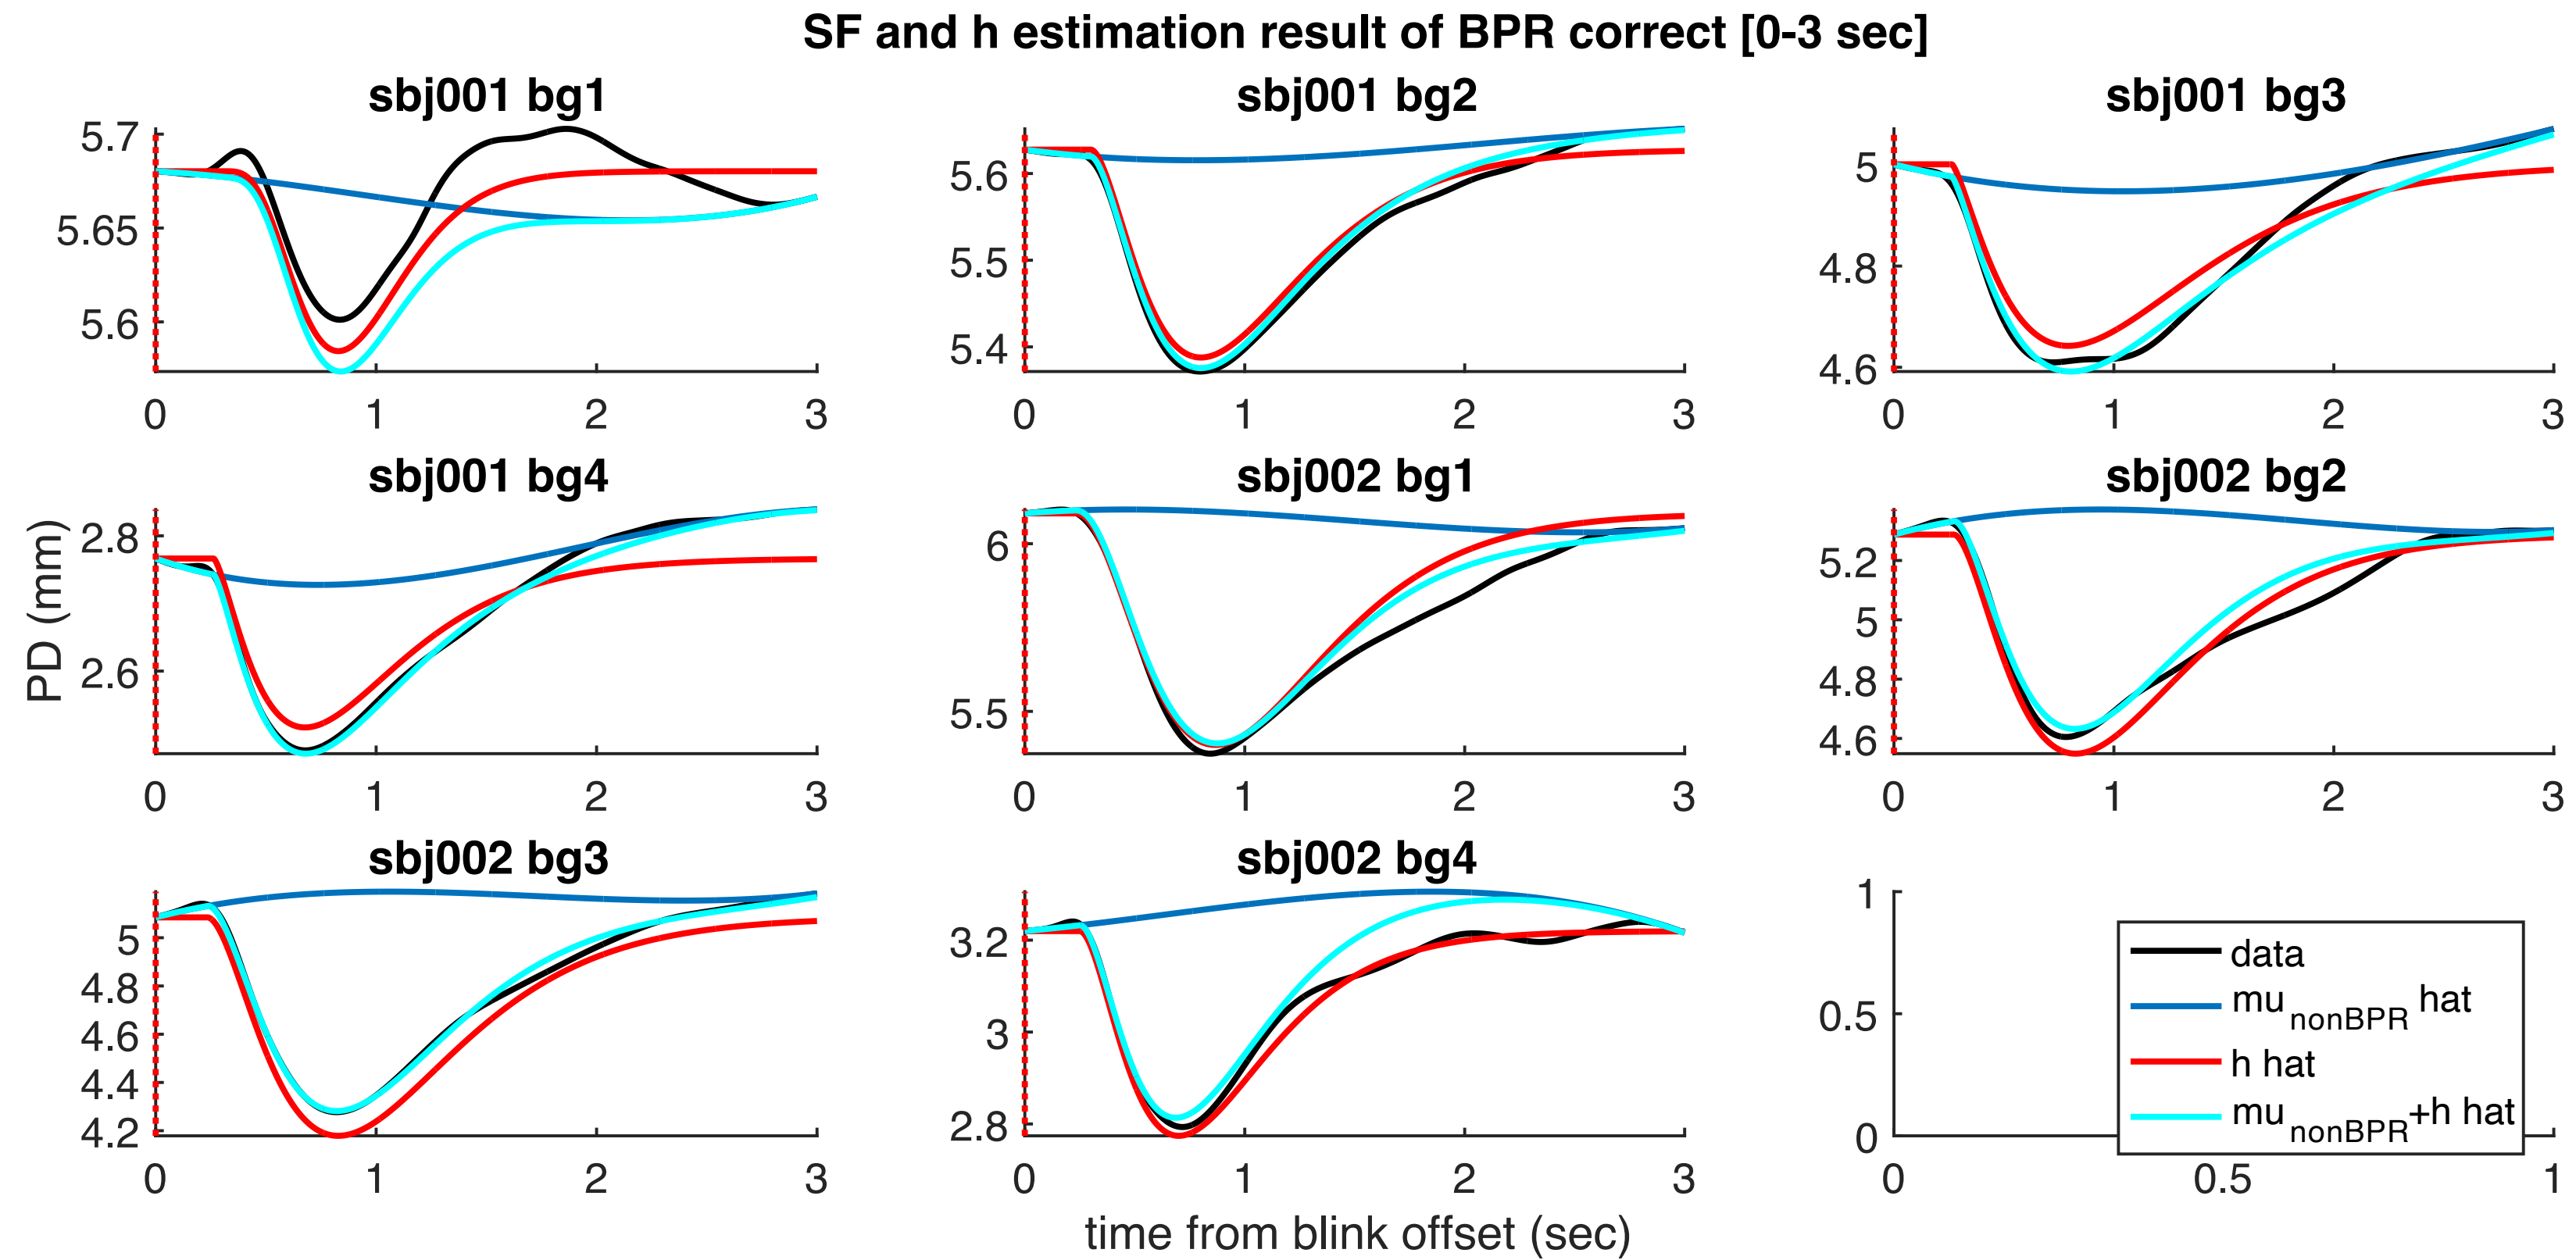 SF and h estimation result of BPR correct [0-3 sec]
sbj001 bg1
sbj001 bg2
sbj001 bg3
5.7
5.65
5.6
0 1 2 3
5.6
5.5
5.4
0 1 2 3
5
4.8
4.6
0 1 2 3
sbj001 bg4
sbj002 bg1
sbj002 bg2
PD (mm)
2.8
2.6
0 1 2 3
6
5.5
0 1 2 3
5.2
5
4.8
4.6
0 1 2 3
sbj002 bg3
sbj002 bg4
5
4.8
4.6
4.4
4.2
0 1 2 3
3.2
3
2.8
0 1 2 3
1
0.5
0
0 0.5 1
data
mu nonBPR hat
h hat
mu nonBPR+h hat
time from blink offset (sec)